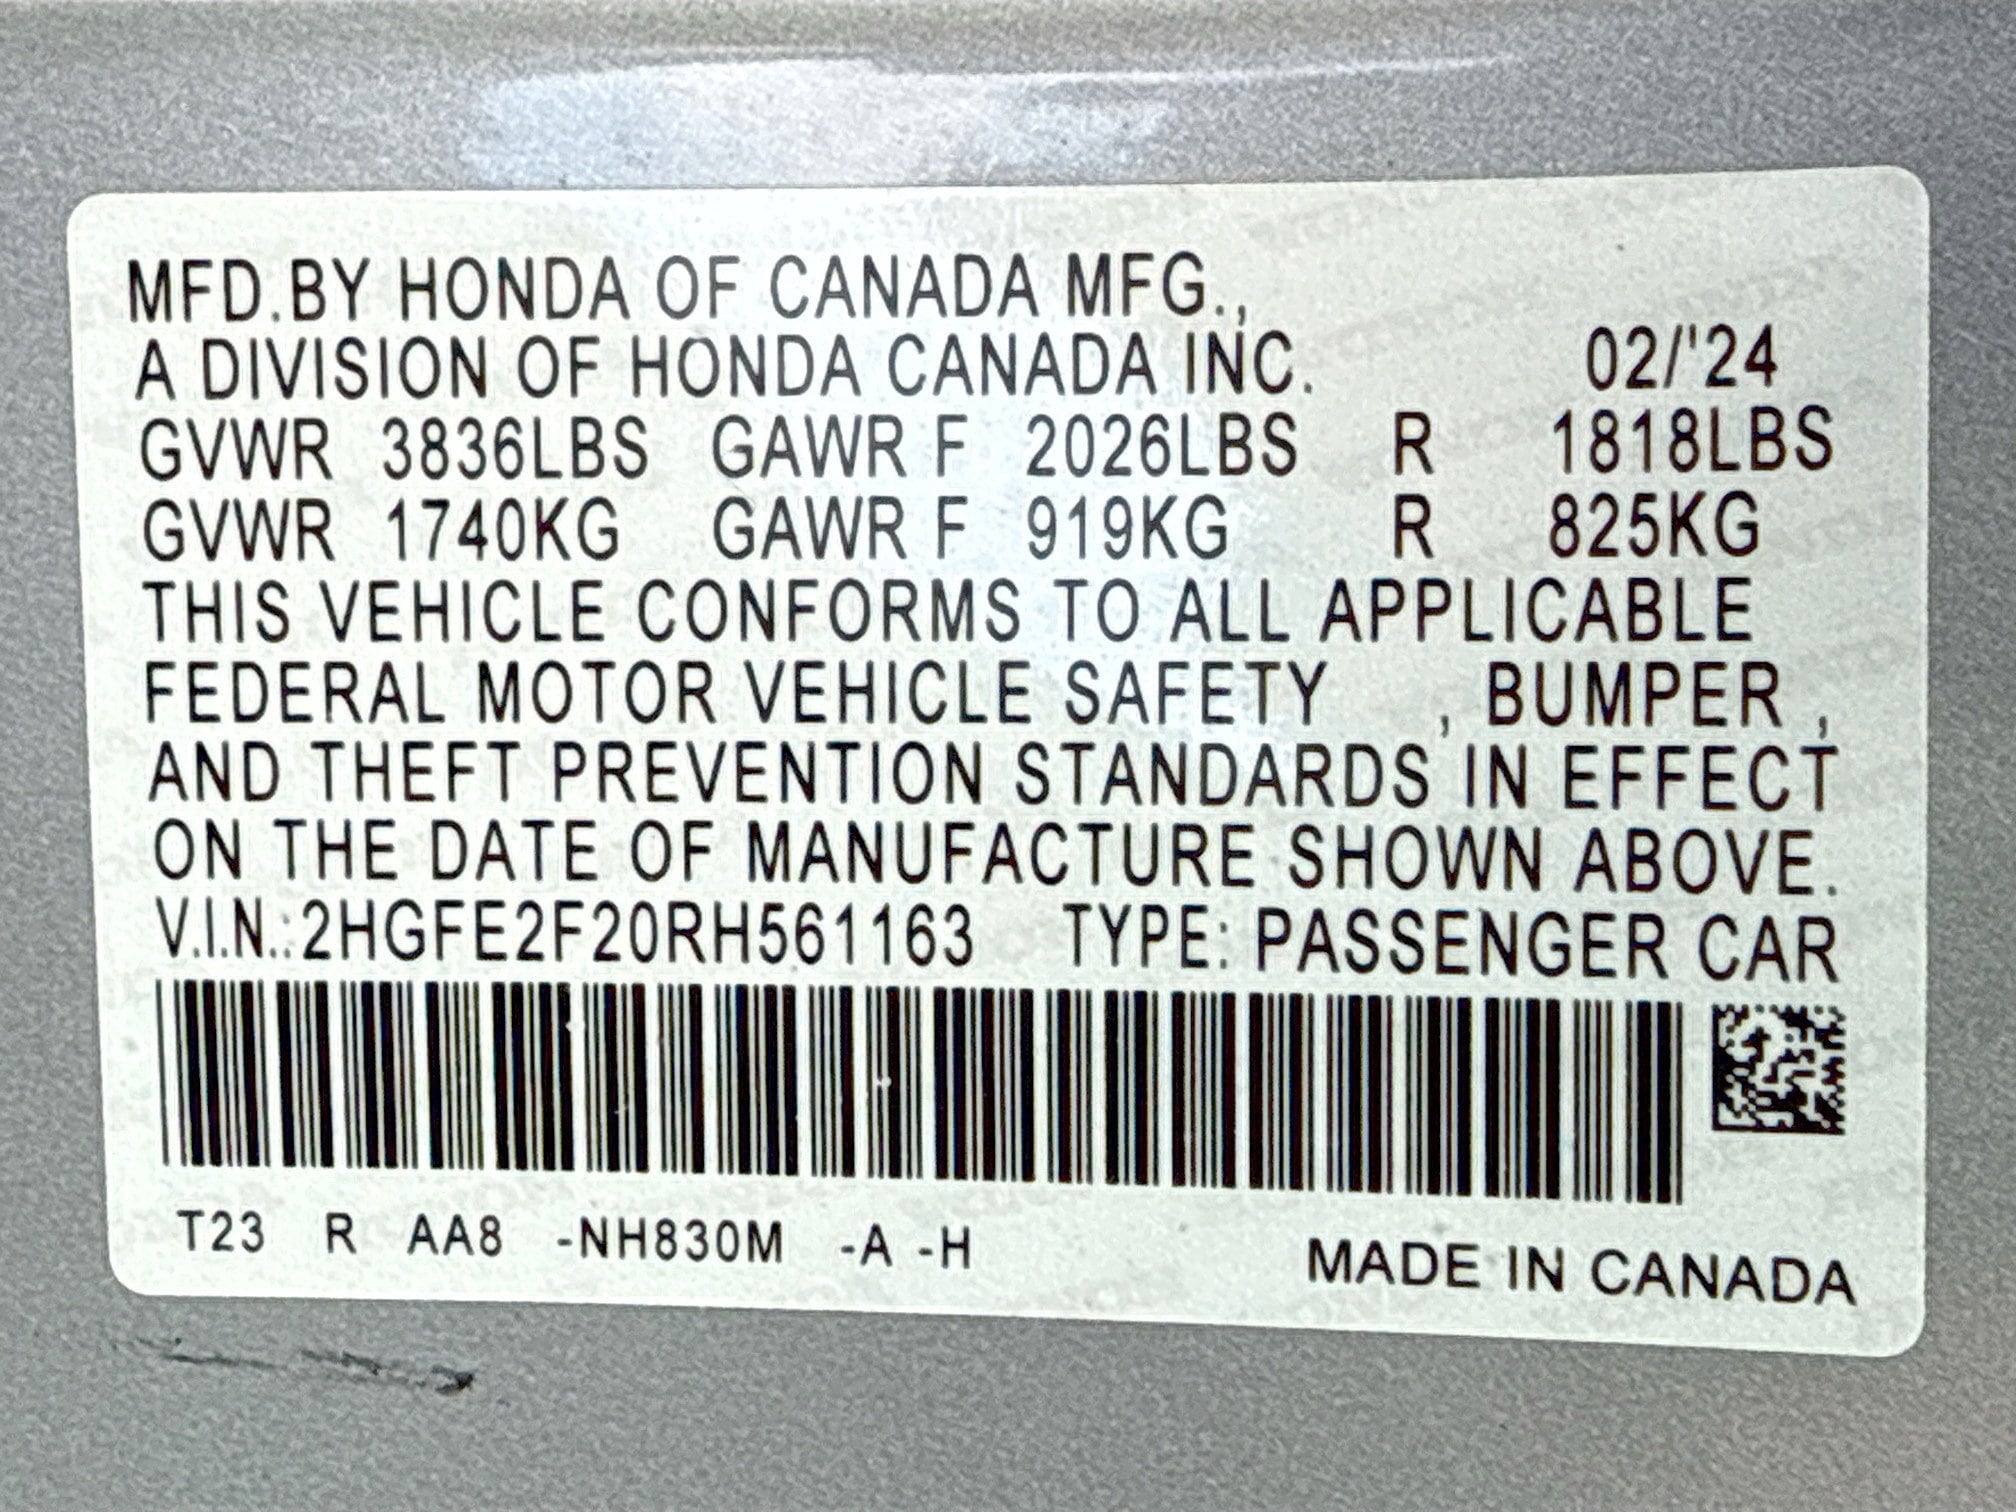 MFD.BY HONDA OF CANADA MFG.,
A DIVISION OF HONDA CANADA INC. 02/'24
GVWR 3836LBS GAWR F 2026LBS R 1818LBS
GVWR 1740KG GAWR F 919KG R 825KG
THIS VEHICLE CONFORMS TO ALL APPLICABLE
FEDERAL MOTOR VEHICLE SAFETY , BUMPER ,
AND THEFT PREVENTION STANDARDS IN EFFECT
ON THE DATE OF MANUFACTURE SHOWN ABOVE.
V.I.N.:2HGFE2F20RH561163 TYPE: PASSENGER CAR
T23 R AA8 -NH830M -A -H MADE IN CANADA